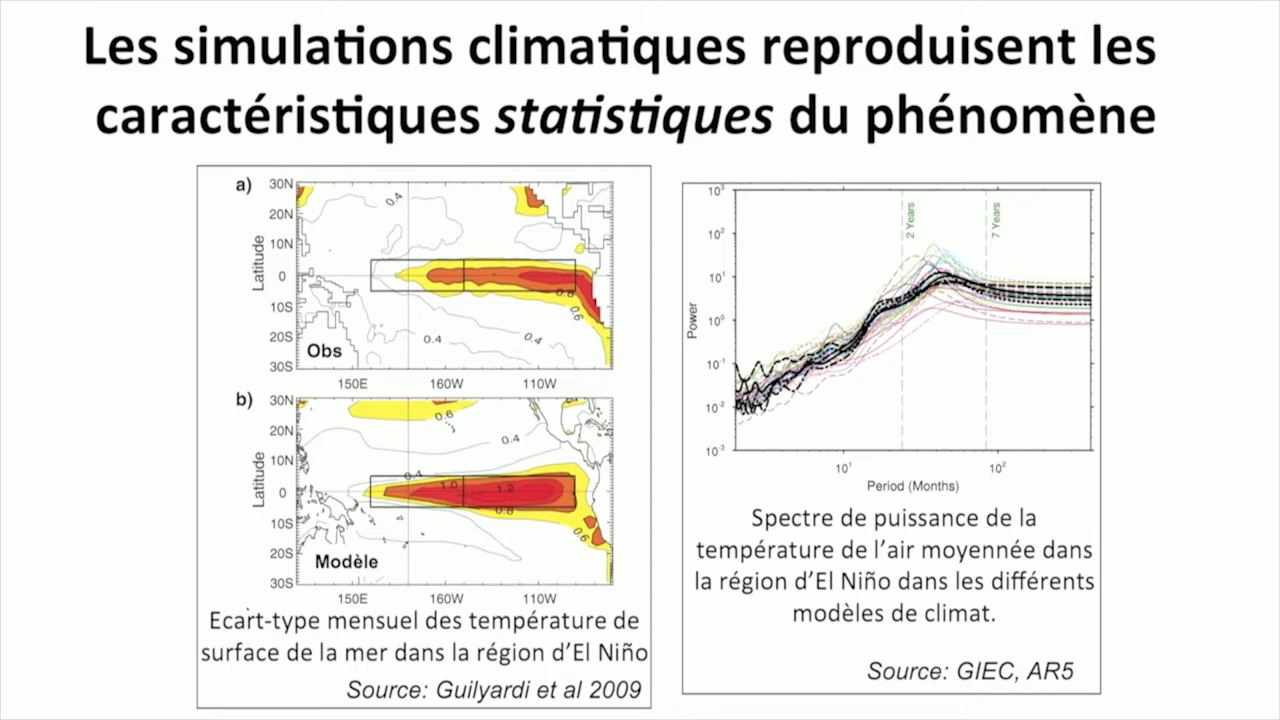 Les simulations climatiques reproduisent les
caractéristiques statistiques du phénomène
a)
30N
20N
10N
0
10S
20S
30S
Latitude
0.4
0.8
0.6
0.4
0.4
Obs
150E 160W 110W
b)
30N
20N
10N
0
10S
20S
30S
Latitude
0.6
0.4
0.4
1.0
1.2
0.8
0.6
Modèle
150E 160W 110W
Ecart-type mensuel des température de
surface de la mer dans la région d'El Niño
Source: Guilyardi et al 2009
10³
10²
10¹
10⁰
10⁻¹
10⁻²
10⁻³
Power
2 Years
7 Years
10¹ 10²
Period (Months)
Spectre de puissance de la
température de l'air moyennée dans
la région d'El Niño dans les différents
modèles de climat.
Source: GIEC, AR5